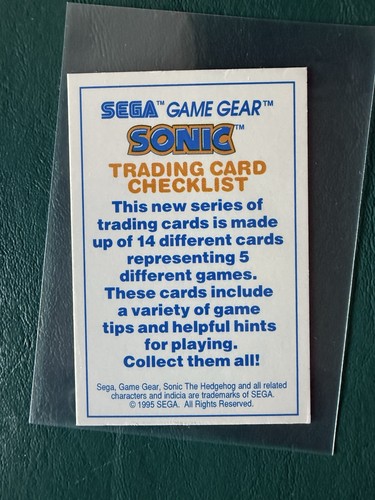 SEGA™ GAME GEAR™
SONIC™
TRADING CARD
CHECKLIST
This new series of
trading cards is made
up of 14 different cards
representing 5
different games.
These cards include
a variety of game
tips and helpful hints
for playing.
Collect them all!
Sega, Game Gear, Sonic The Hedgehog and all related
characters and indicia are trademarks of SEGA.
© 1995 SEGA. All Rights Reserved.